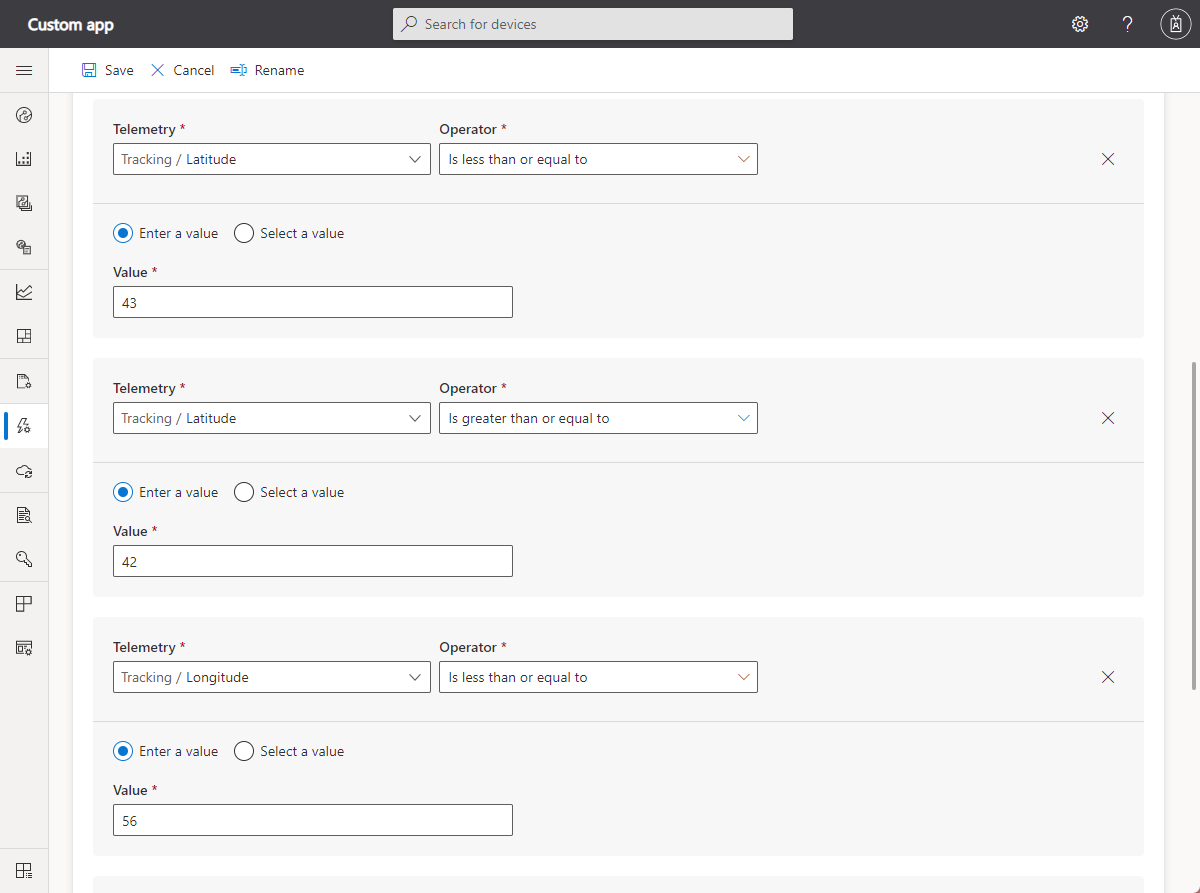 Custom app
Search for devices
?
Save Cancel Rename
Telemetry * Operator *
Tracking / Latitude Is less than or equal to
Enter a value Select a value
Value *
43
Telemetry * Operator *
Tracking / Latitude Is greater than or equal to
Enter a value Select a value
Value *
42
Telemetry * Operator *
Tracking / Longitude Is less than or equal to
Enter a value Select a value
Value *
56